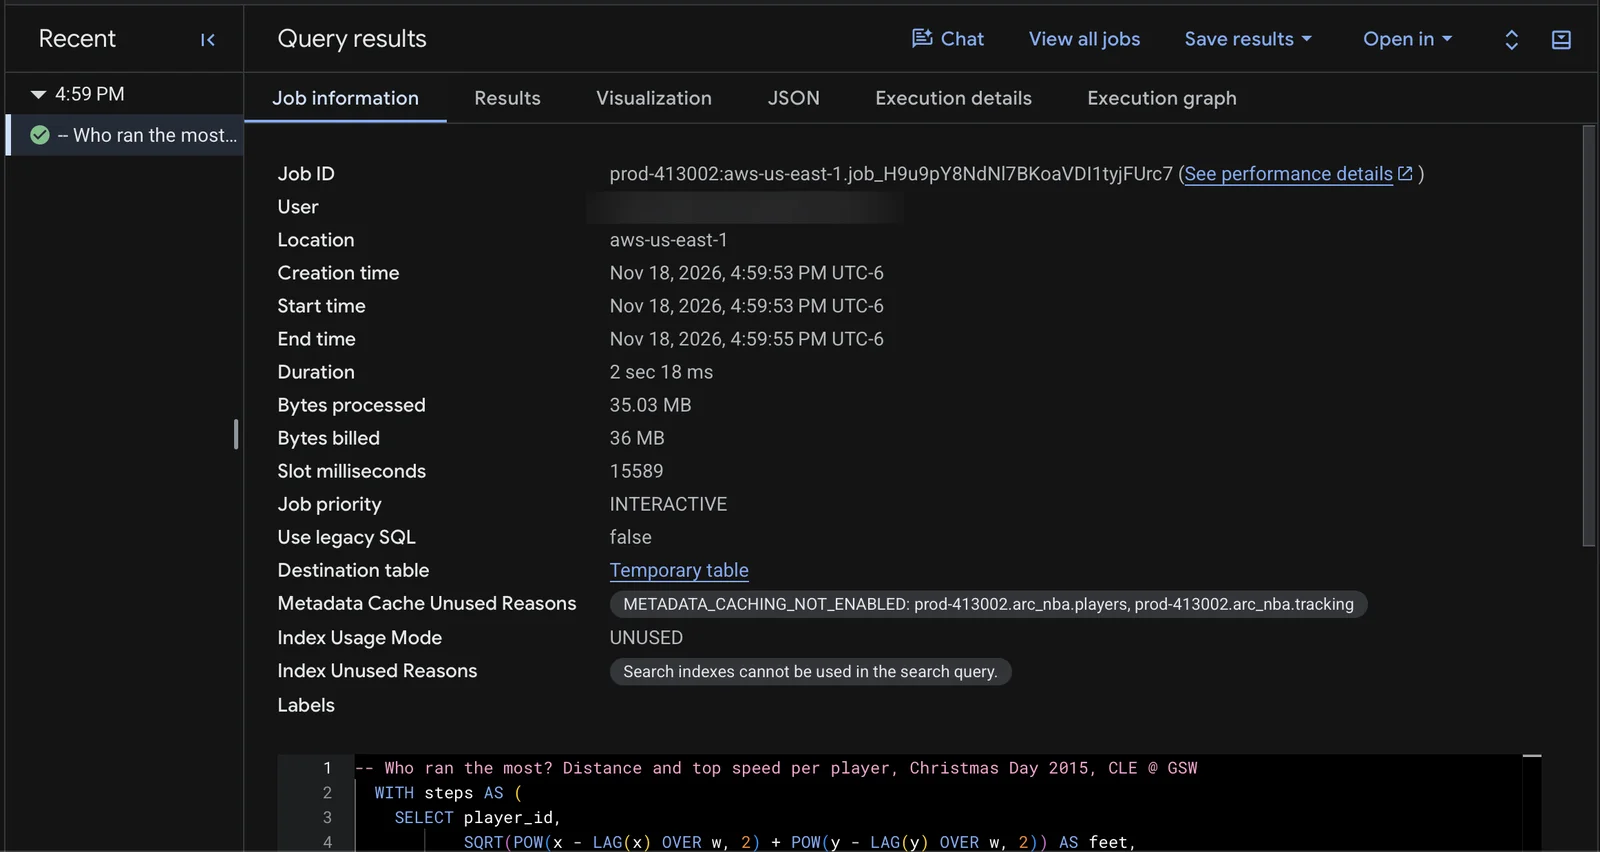 Recent
Query results
Chat
View all jobs
Save results
Open in
4:59 PM
-- Who ran the most...
Job information
Results
Visualization
JSON
Execution details
Execution graph
Job ID prod-413002:aws-us-east-1.job_H9u9pY8NdNl7BKoaVDI1tyjFUrc7 (See performance details )
User
Location aws-us-east-1
Creation time Nov 18, 2026, 4:59:53 PM UTC-6
Start time Nov 18, 2026, 4:59:53 PM UTC-6
End time Nov 18, 2026, 4:59:55 PM UTC-6
Duration 2 sec 18 ms
Bytes processed 35.03 MB
Bytes billed 36 MB
Slot milliseconds 15589
Job priority INTERACTIVE
Use legacy SQL false
Destination table Temporary table
Metadata Cache Unused Reasons METADATA_CACHING_NOT_ENABLED: prod-413002.arc_nba.players, prod-413002.arc_nba.tracking
Index Usage Mode UNUSED
Index Unused Reasons Search indexes cannot be used in the search query.
Labels
1 -- Who ran the most? Distance and top speed per player, Christmas Day 2015, CLE @ GSW
2 WITH steps AS (
3 SELECT player_id,
4 SQRT(POW(x - LAG(x) OVER w, 2) + POW(y - LAG(y) OVER w, 2)) AS feet,